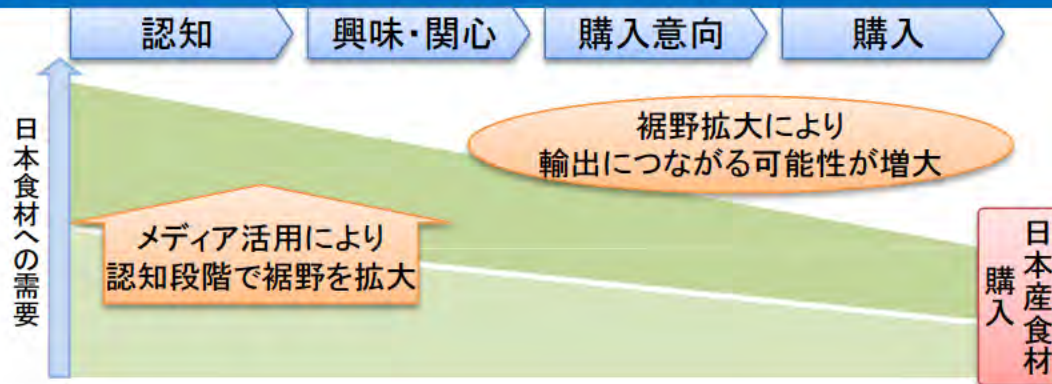 認知
興味・関心
購入意向
購入
日本食材への需要
裾野拡大により
輸出につながる可能性が増大
メディア活用により
認知段階で裾野を拡大
日本産食材
購入